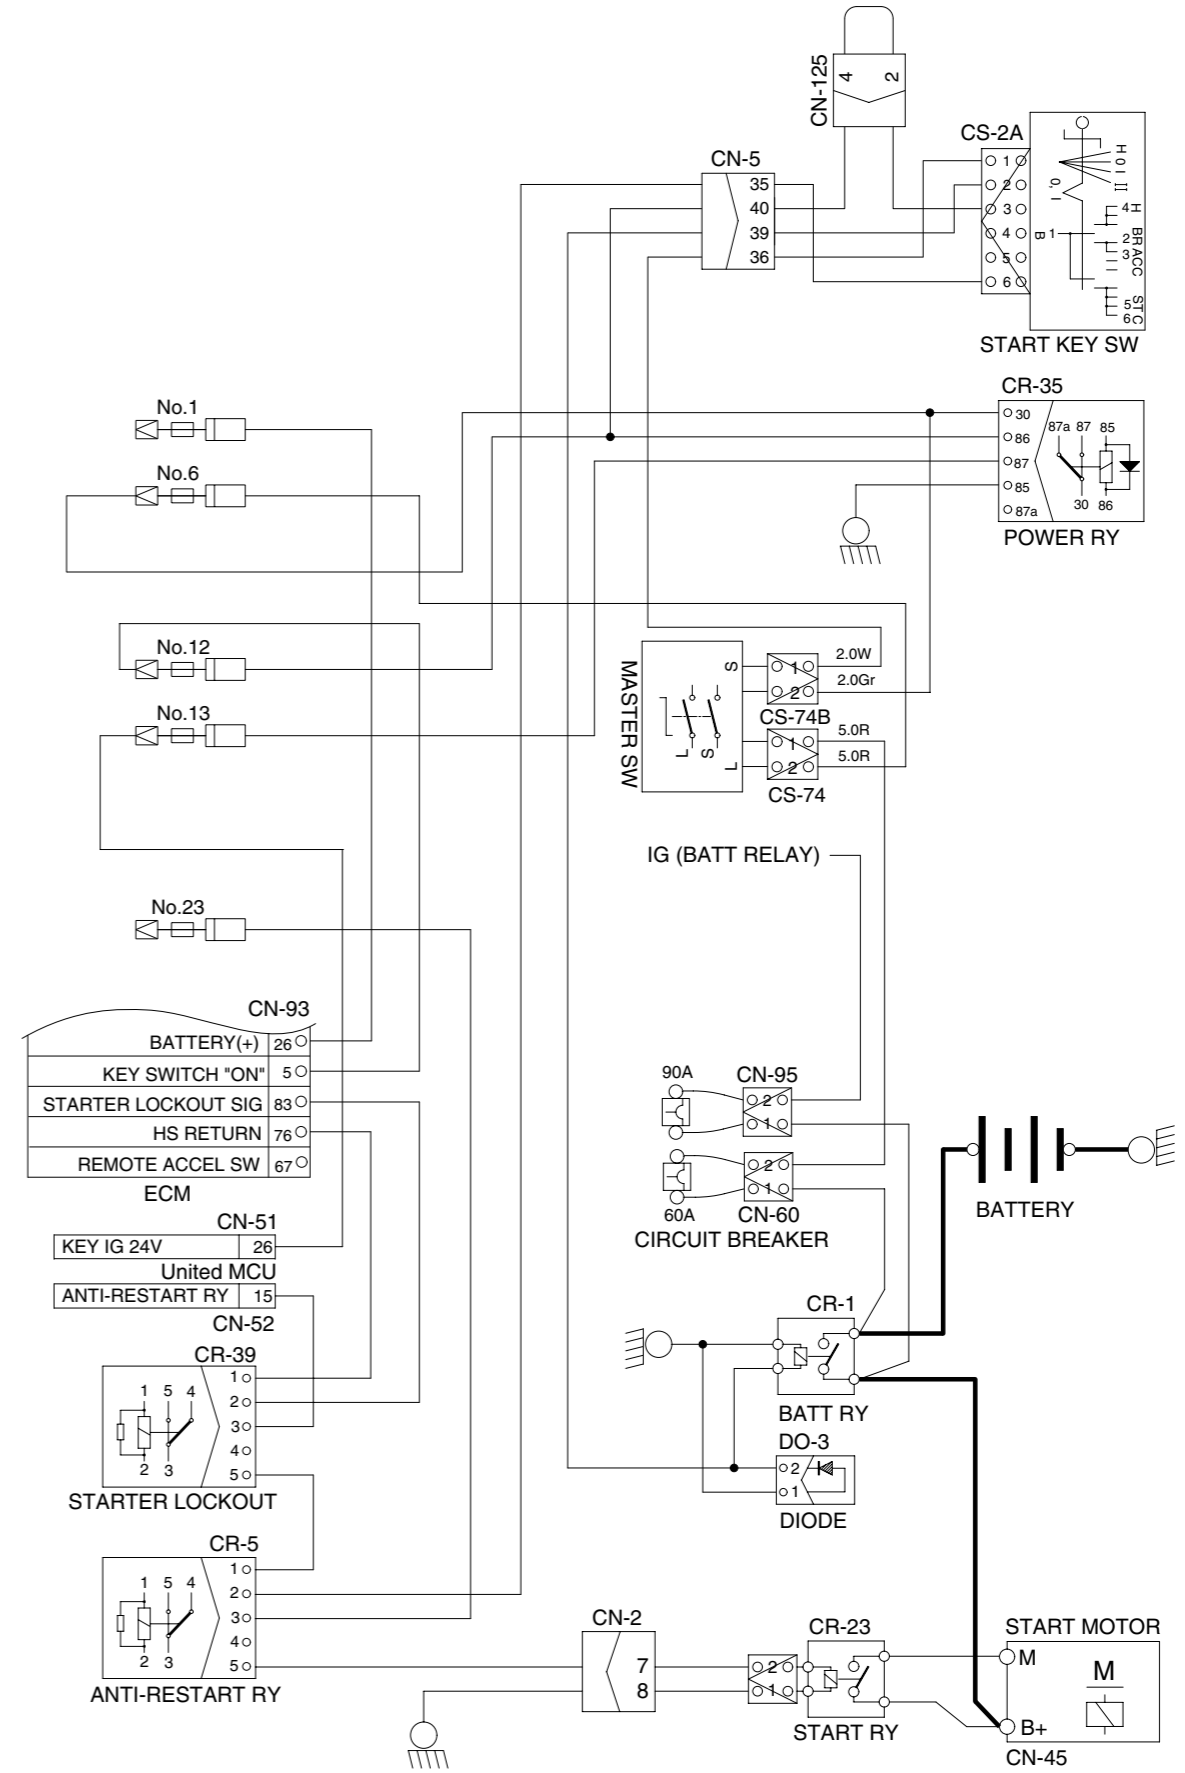 CN-125
4 2
CS-2A
CN-5
35
40
39
36
1
2
3
4
5
6
H O I II
0, I
4 H
B 1
2 BR
3 ACC
5 ST
6 C
START KEY SW
CR-35
30
86
87
85
87a
87a 87 85
30 86
POWER RY
No.1
No.6
No.12
No.13
No.23
MASTER SW
S
L
L S
1
2
2.0W
2.0Gr
CS-74B
1
2
5.0R
5.0R
CS-74
IG (BATT RELAY)
CN-93
BATTERY(+) 26
KEY SWITCH "ON" 5
STARTER LOCKOUT SIG 83
HS RETURN 76
REMOTE ACCEL SW 67
ECM
CN-51
KEY IG 24V 26
United MCU
ANTI-RESTART RY 15
CN-52
90A CN-95
2
1
2
1
60A CN-60
CIRCUIT BREAKER
BATTERY
CR-1
BATT RY
DO-3
2
1
DIODE
CR-39
1 5 4
2 3
1
2
3
4
5
STARTER LOCKOUT
CR-5
1 5 4
2 3
1
2
3
4
5
ANTI-RESTART RY
CN-2
7
8
2
1
CR-23
START RY
START MOTOR
M
M
B+
CN-45